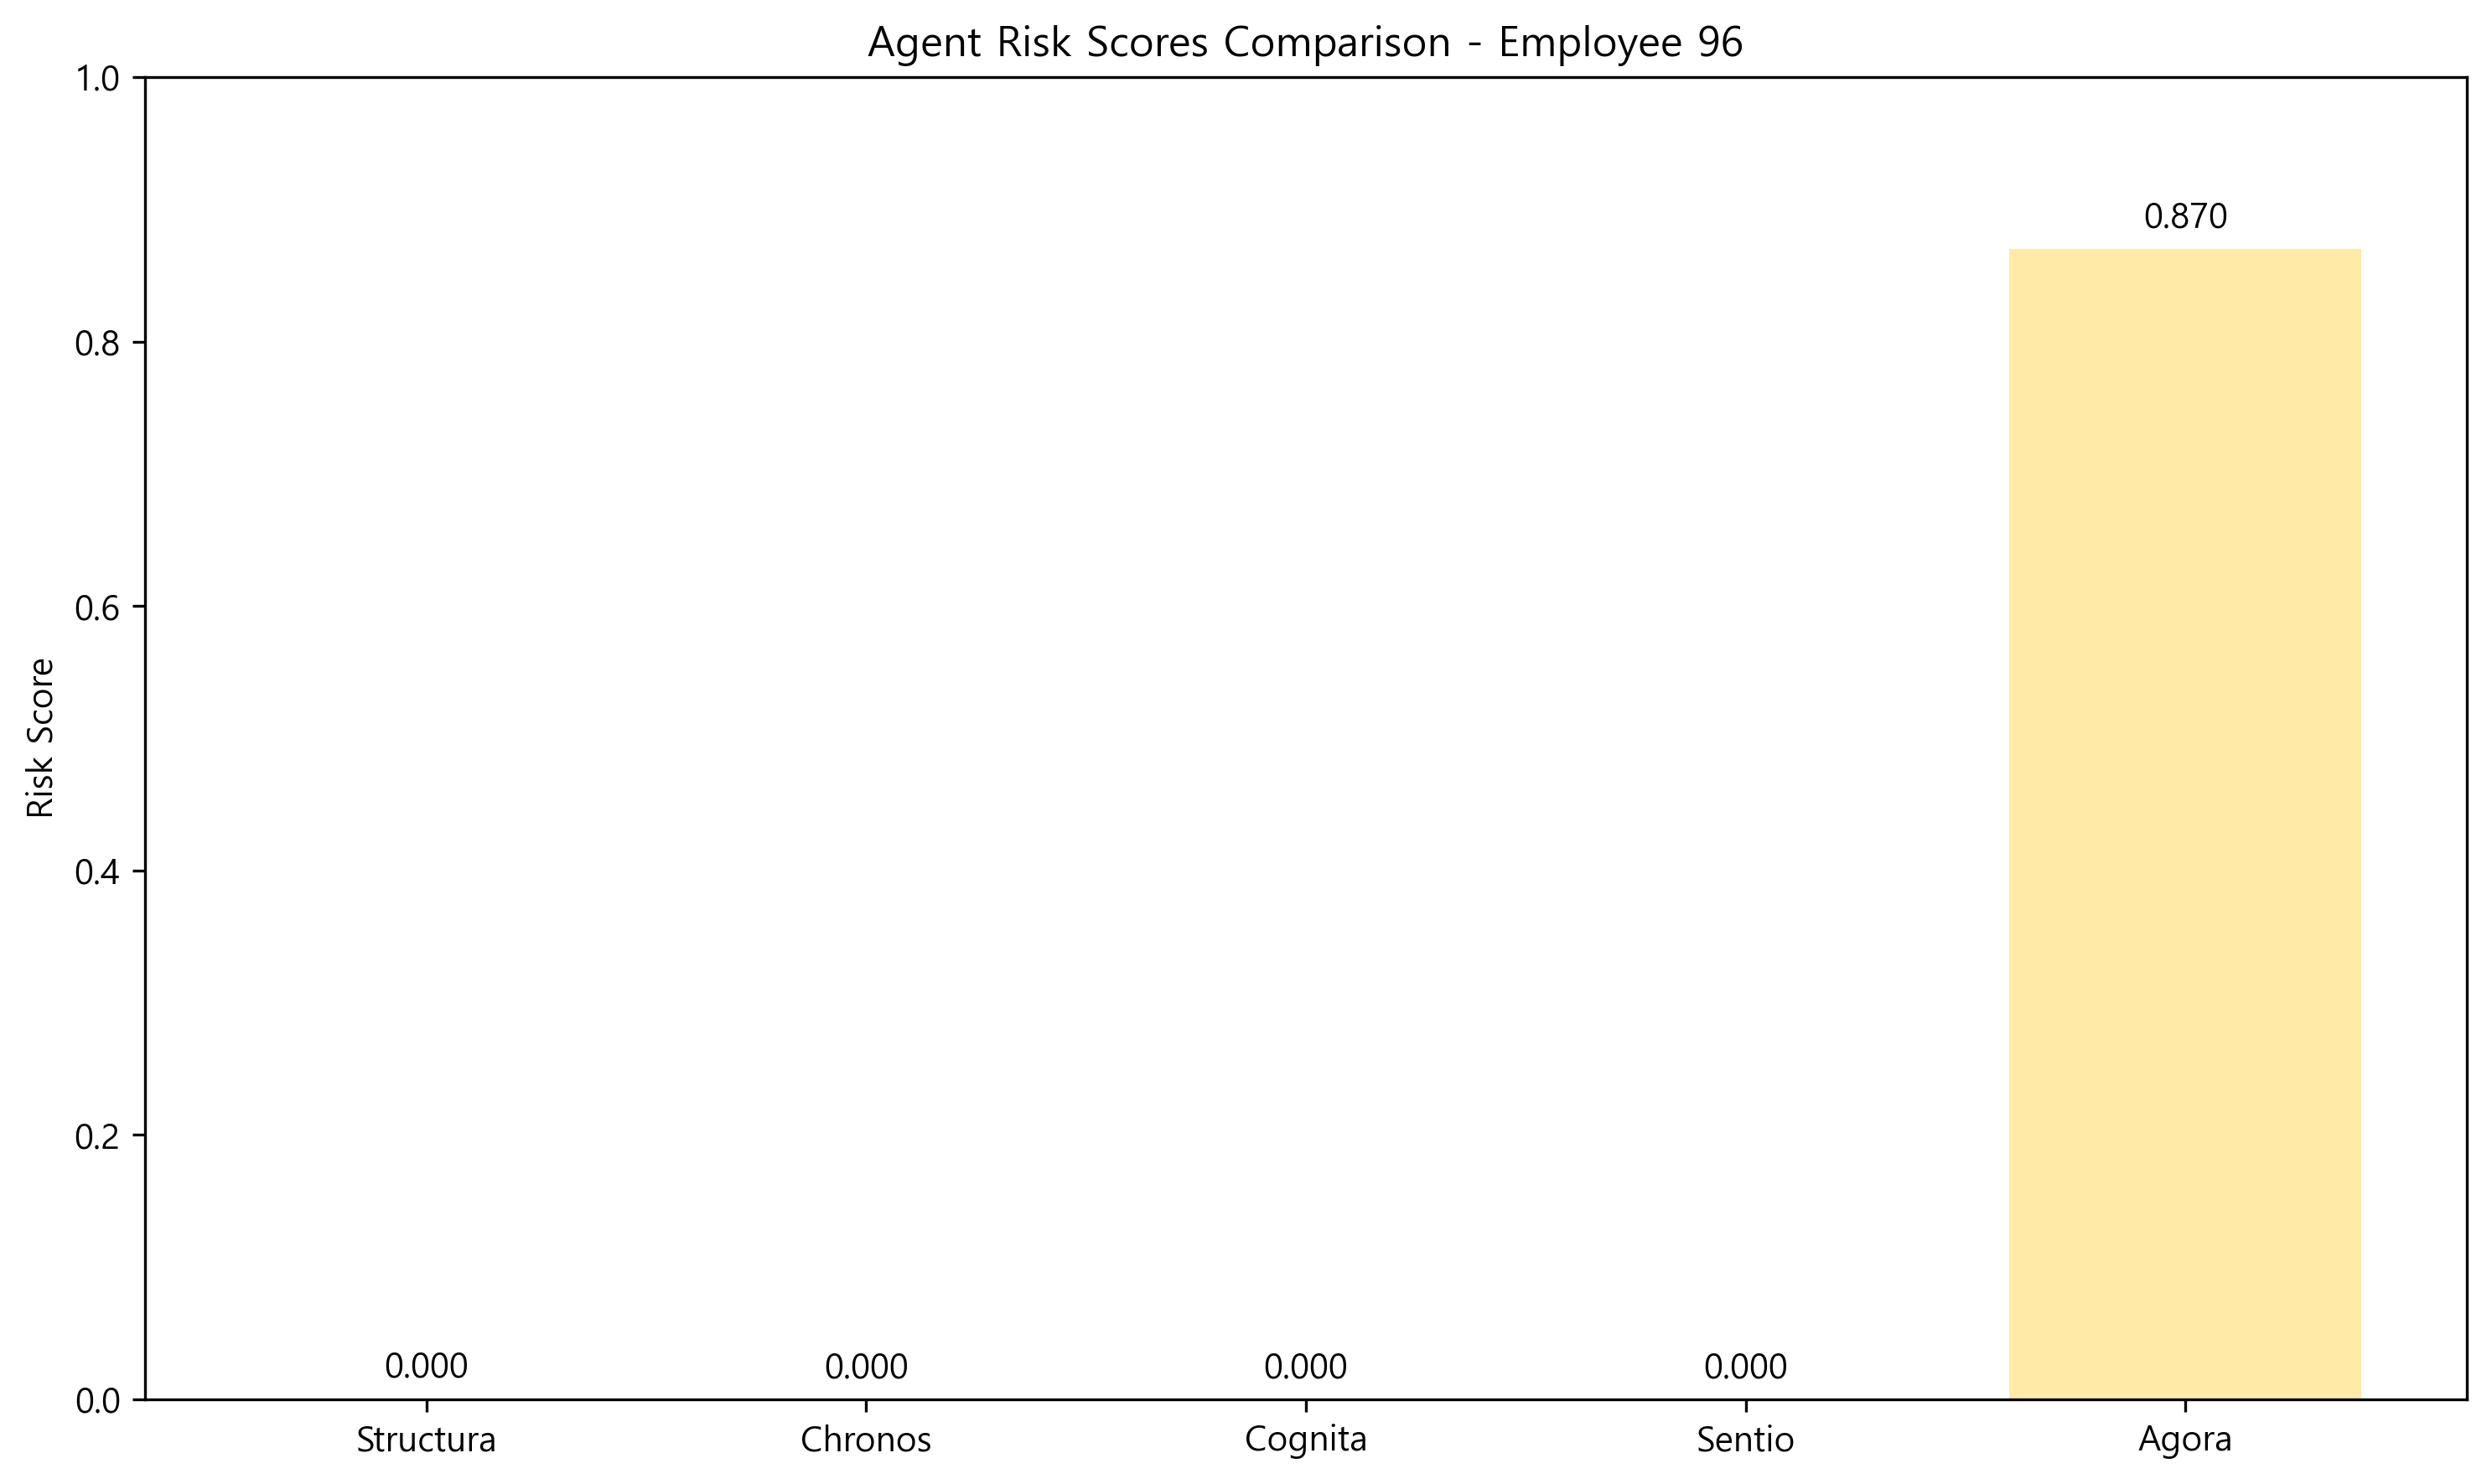 Agent Risk Scores Comparison - Employee 96
1.0
0.8
0.6
0.4
0.2
0.0
Risk Score
0.000
0.000
0.000
0.000
0.870
Structura
Chronos
Cognita
Sentio
Agora